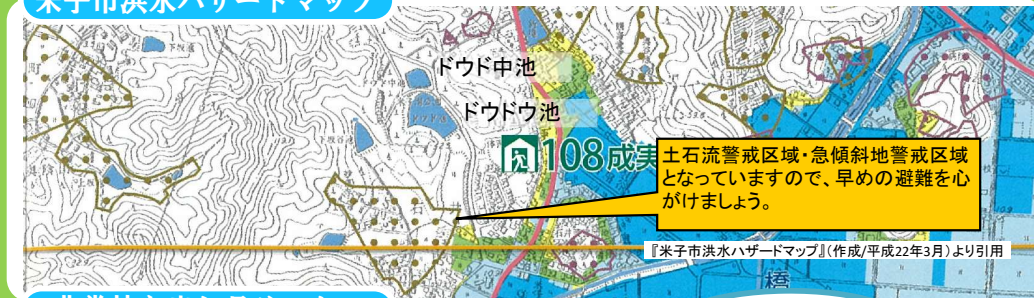 米子市洪水ハザードマップ
ドウド中池
ドウドウ池
108成実
土石流警戒区域・急傾斜地警戒区域
となっていますので、早めの避難を心
がけましょう。
『米子市洪水ハザードマップ』(作成/平成22年3月)より引用
橋